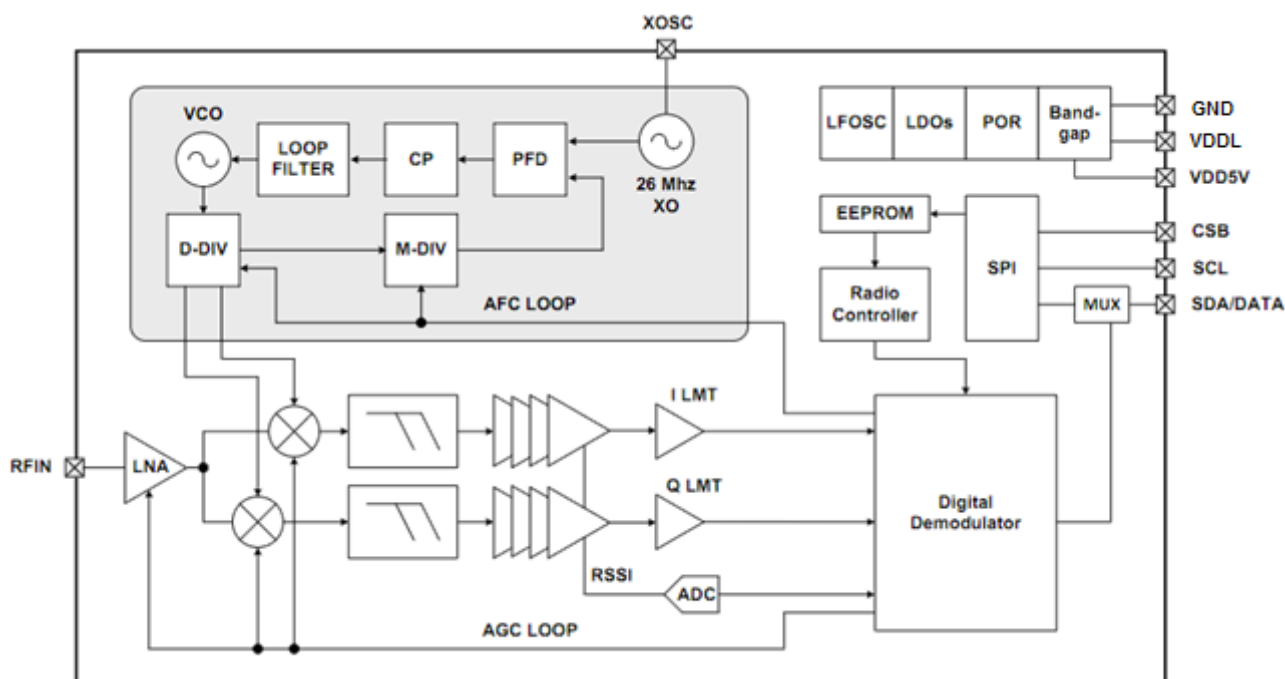 XOSC
VCO
LOOP
FILTER
CP
PFD
26 Mhz
XO
D-DIV
M-DIV
AFC LOOP
LFOSC
LDOs
POR
Band-
gap
GND
VDDL
VDD5V
EEPROM
SPI
CSB
SCL
Radio
Controller
MUX
SDA/DATA
RFIN
LNA
I LMT
Q LMT
Digital
Demodulator
RSSI
ADC
AGC LOOP